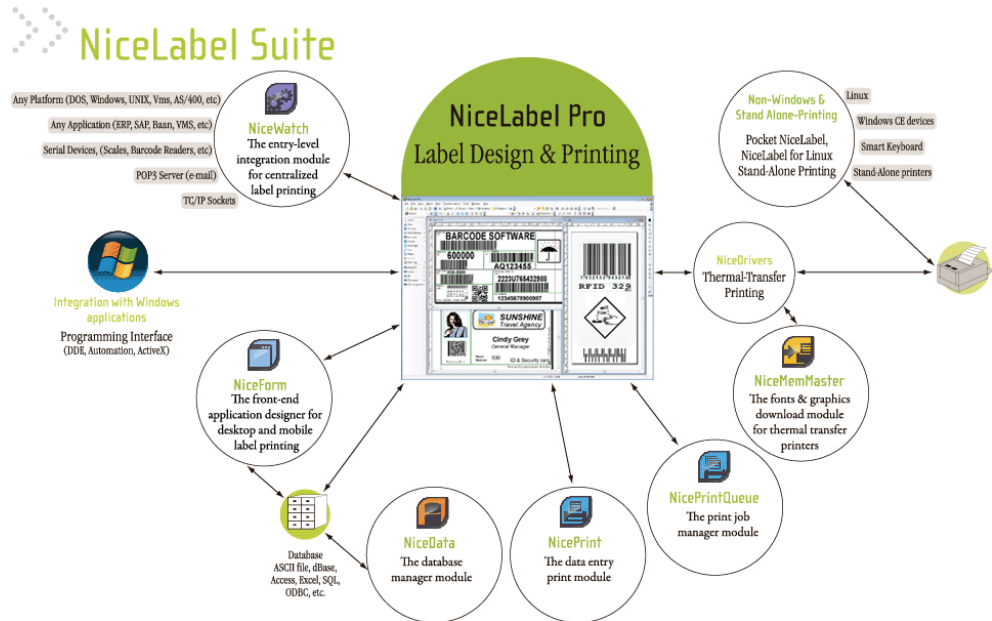 NiceLabel Suite
Any Platform (DOS, Windows, UNIX, Vms, AS/400, etc)
Any Application (ERP, SAP, Baan, VMS, etc)
Serial Devices, (Scales, Barcode Readers, etc)
POP3 Server (e-mail)
TC/IP Sockets
NiceWatch
The entry-level
integration module
for centralized
label printing
NiceLabel Pro
Label Design & Printing
Non-Windows &
Stand Alone-Printing
Pocket NiceLabel,
NiceLabel for Linux
Stand-Alone Printing
Linux
Windows CE devices
Smart Keyboard
Stand-Alone printers
Integration with Windows
applications
Programming Interface
(DDE, Automation, ActiveX)
BARCODE SOFTWARE
600000
AQ123455
2223U765432980
12345678900987
SUNSHINE
Travel Agency
Cindy Grey
General Manager
ID & Security card
RFID 329
NiceDrivers
Thermal-Transfer
Printing
NiceForm
The front-end
application designer for
desktop and mobile
label printing
NiceMemMaster
The fonts & graphics
download module
for thermal transfer
printers
NicePrintQueue
The print job
manager module
NicePrint
The data entry
print module
NiceData
The database
manager module
Database
ASCII file, dBase,
Access, Excel, SQL,
ODBC, etc.